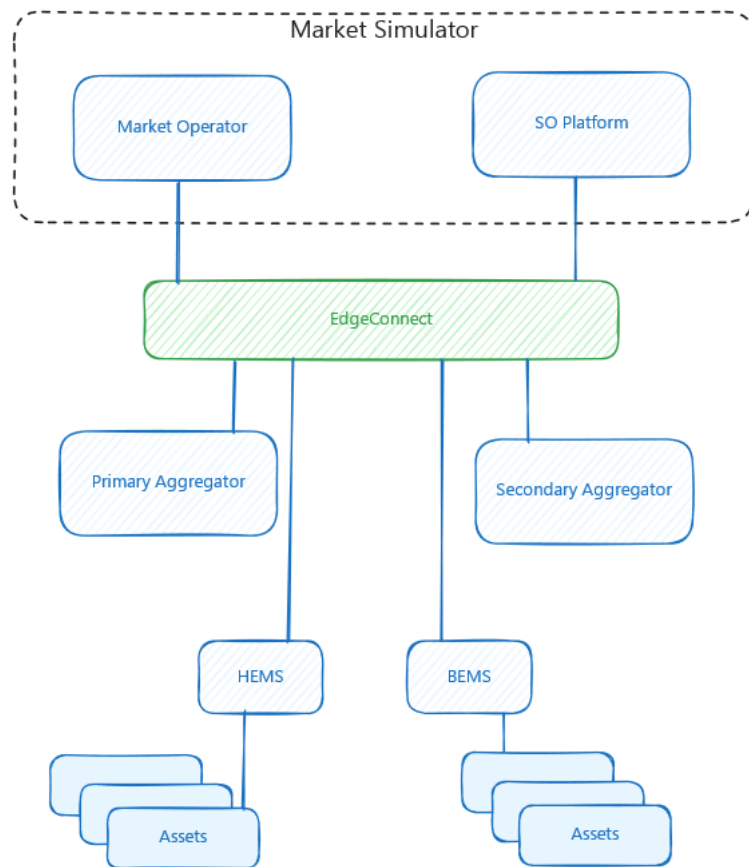 Market Simulator
Market Operator
SO Platform
EdgeConnect
Primary Aggregator
Secondary Aggregator
HEMS
BEMS
Assets
Assets